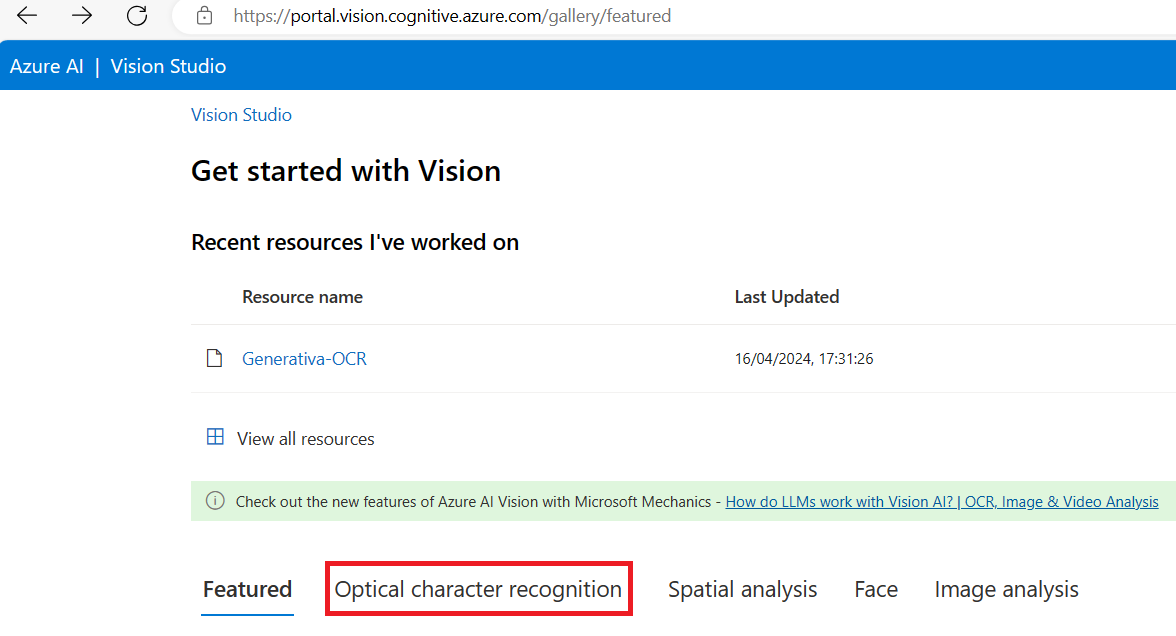 https://portal.vision.cognitive.azure.com/gallery/featured
Azure AI | Vision Studio
Vision Studio
Get started with Vision
Recent resources I've worked on
Resource name Last Updated
Generativa-OCR 16/04/2024, 17:31:26
View all resources
Check out the new features of Azure AI Vision with Microsoft Mechanics - How do LLMs work with Vision AI? | OCR, Image & Video Analysis
Featured Optical character recognition Spatial analysis Face Image analysis